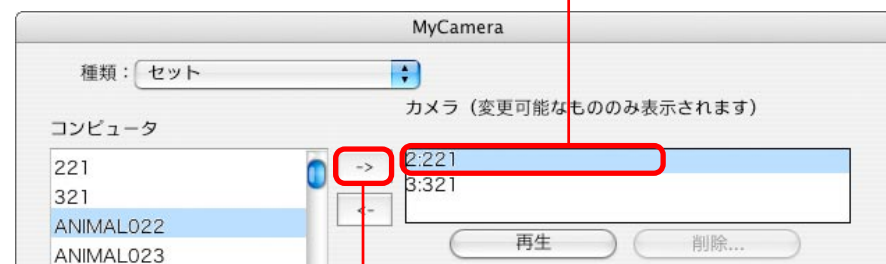 MyCamera
種類：セット
カメラ（変更可能なもののみ表示されます）
コンピュータ
221
321
ANIMAL022
ANIMAL023
->
<-
2:221
3:321
再生
削除...